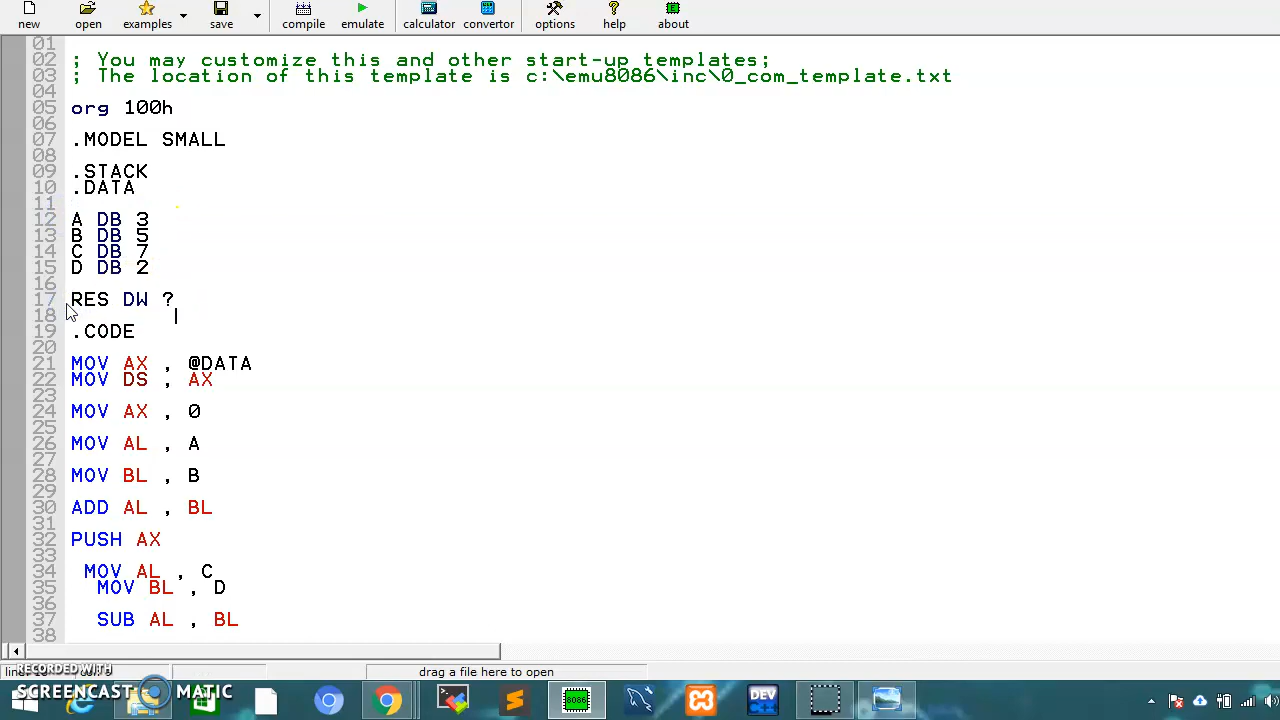 new open examples save compile emulate calculator convertor options help about
01
02 ; You may customize this and other start-up templates;
03 ; The location of this template is c:\emu8086\inc\0_com_template.txt
04
05 org 100h
06
07 .MODEL SMALL
08
09 .STACK
10 .DATA
11
12 A DB 3
13 B DB 5
14 C DB 7
15 D DB 2
16
17 RES DW ?
18
19 .CODE
20
21 MOV AX , @DATA
22 MOV DS , AX
23
24 MOV AX , 0
25
26 MOV AL , A
27
28 MOV BL , B
29
30 ADD AL , BL
31
32 PUSH AX
33
34 MOV AL , C
35 MOV BL , D
36
37 SUB AL , BL
38
drag a file here to open
RECORDED WITH
SCREENCAST MATIC
8086
DEV